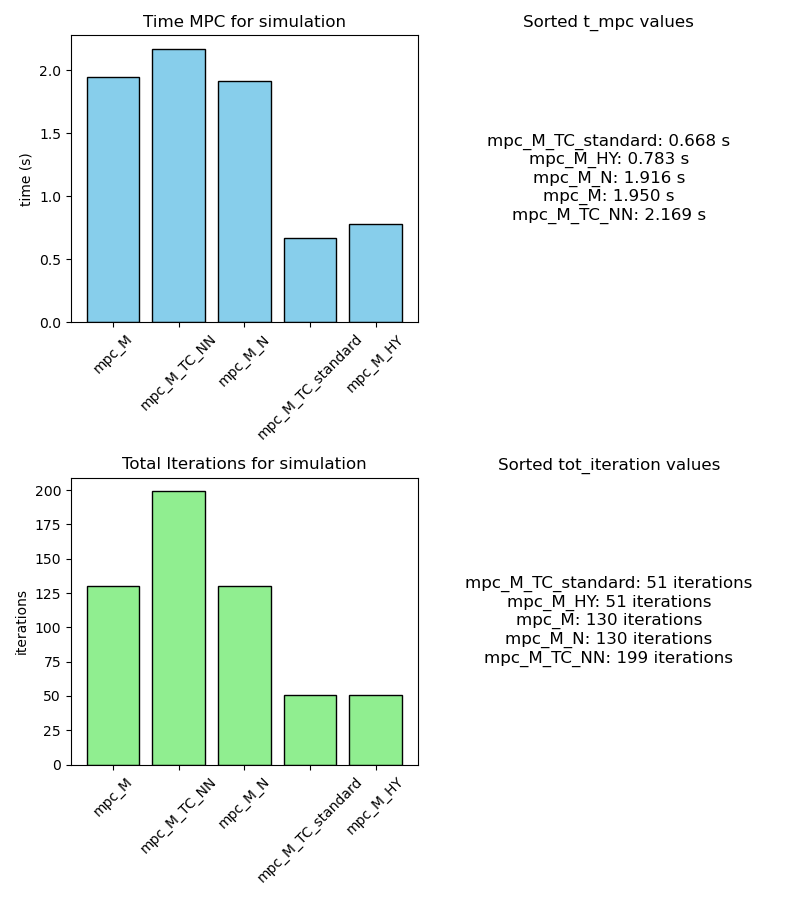 Time MPC for simulation
time (s)
2.0
1.5
1.0
0.5
0.0
mpc_M
mpc_M_TC_NN
mpc_M_N
mpc_M_TC_standard
mpc_M_HY
Sorted t_mpc values
mpc_M_TC_standard: 0.668 s
mpc_M_HY: 0.783 s
mpc_M_N: 1.916 s
mpc_M: 1.950 s
mpc_M_TC_NN: 2.169 s
Total Iterations for simulation
iterations
200
175
150
125
100
75
50
25
0
mpc_M
mpc_M_TC_NN
mpc_M_N
mpc_M_TC_standard
mpc_M_HY
Sorted tot_iteration values
mpc_M_TC_standard: 51 iterations
mpc_M_HY: 51 iterations
mpc_M: 130 iterations
mpc_M_N: 130 iterations
mpc_M_TC_NN: 199 iterations